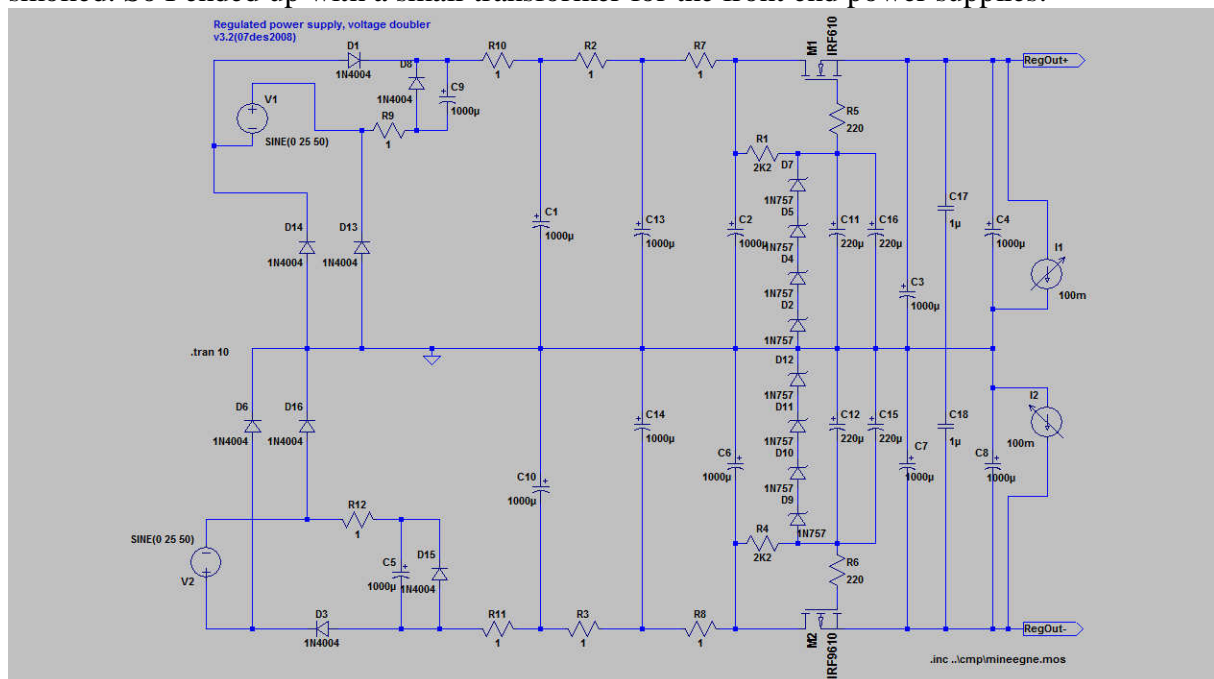 smoked. So I ended up with a small transformer for the front end power supplies.
Regulated power supply, voltage doubler
v3.2(07des2008)
D1
1N4004
D8
1N4004
C9
1000µ
R10
1
R2
1
R7
1
M1
IRF610
RegOut+
V1
SINE(0 25 50)
R9
1
R5
220
R1
2K2
D7
1N757
D5
1N757
D4
1N757
D2
1N757
D14
1N4004
D13
1N4004
C1
1000µ
C13
1000µ
C2
1000µ
C11
220µ
C16
220µ
C17
1µ
C4
1000µ
C3
1000µ
I1
100m
.tran 10
D6
1N4004
D16
1N4004
C10
1000µ
C14
1000µ
C6
1000µ
D12
1N757
D11
1N757
D10
1N757
D9
1N757
C12
220µ
C15
220µ
C7
1000µ
C18
1µ
C8
1000µ
I2
100m
SINE(0 25 50)
V2
R12
1
C5
1000µ
D15
1N4004
R4
2K2
R6
220
D3
1N4004
R11
1
R3
1
R8
1
M2
IRF9610
RegOut-
.inc ..\cmp\mineegne.mos